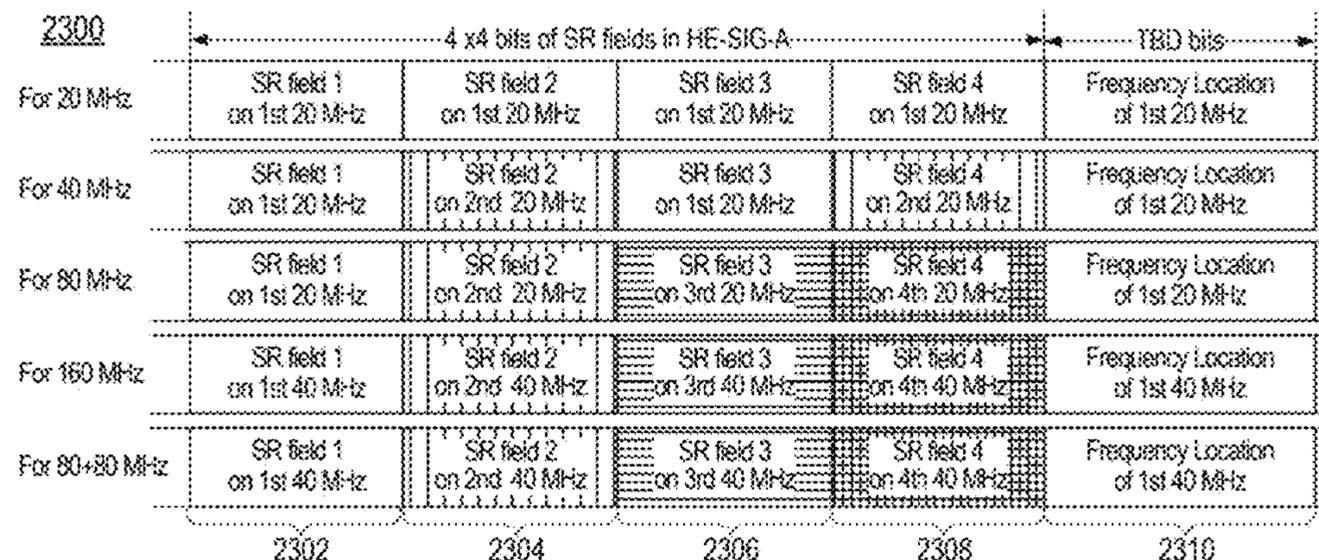 2300
4 x4 bits of SR fields in HE-SIG-A
TBD bits
For 20 MHz
SR field 1
on 1st 20 MHz
SR field 2
on 1st 20 MHz
SR field 3
on 1st 20 MHz
SR field 4
on 1st 20 MHz
Frequency Location
of 1st 20 MHz
For 40 MHz
SR field 1
on 1st 20 MHz
SR field 2
on 2nd 20 MHz
SR field 3
on 1st 20 MHz
SR field 4
on 2nd 20 MHz
Frequency Location
of 1st 20 MHz
For 80 MHz
SR field 1
on 1st 20 MHz
SR field 2
on 2nd 20 MHz
SR field 3
on 3rd 20 MHz
SR field 4
on 4th 20 MHz
Frequency Location
of 1st 20 MHz
For 160 MHz
SR field 1
on 1st 40 MHz
SR field 2
on 2nd 40 MHz
SR field 3
on 3rd 40 MHz
SR field 4
on 4th 40 MHz
Frequency Location
of 1st 40 MHz
For 80+80 MHz
SR field 1
on 1st 40 MHz
SR field 2
on 2nd 40 MHz
SR field 3
on 3rd 40 MHz
SR field 4
on 4th 40 MHz
Frequency Location
of 1st 40 MHz
2302
2304
2306
2308
2310